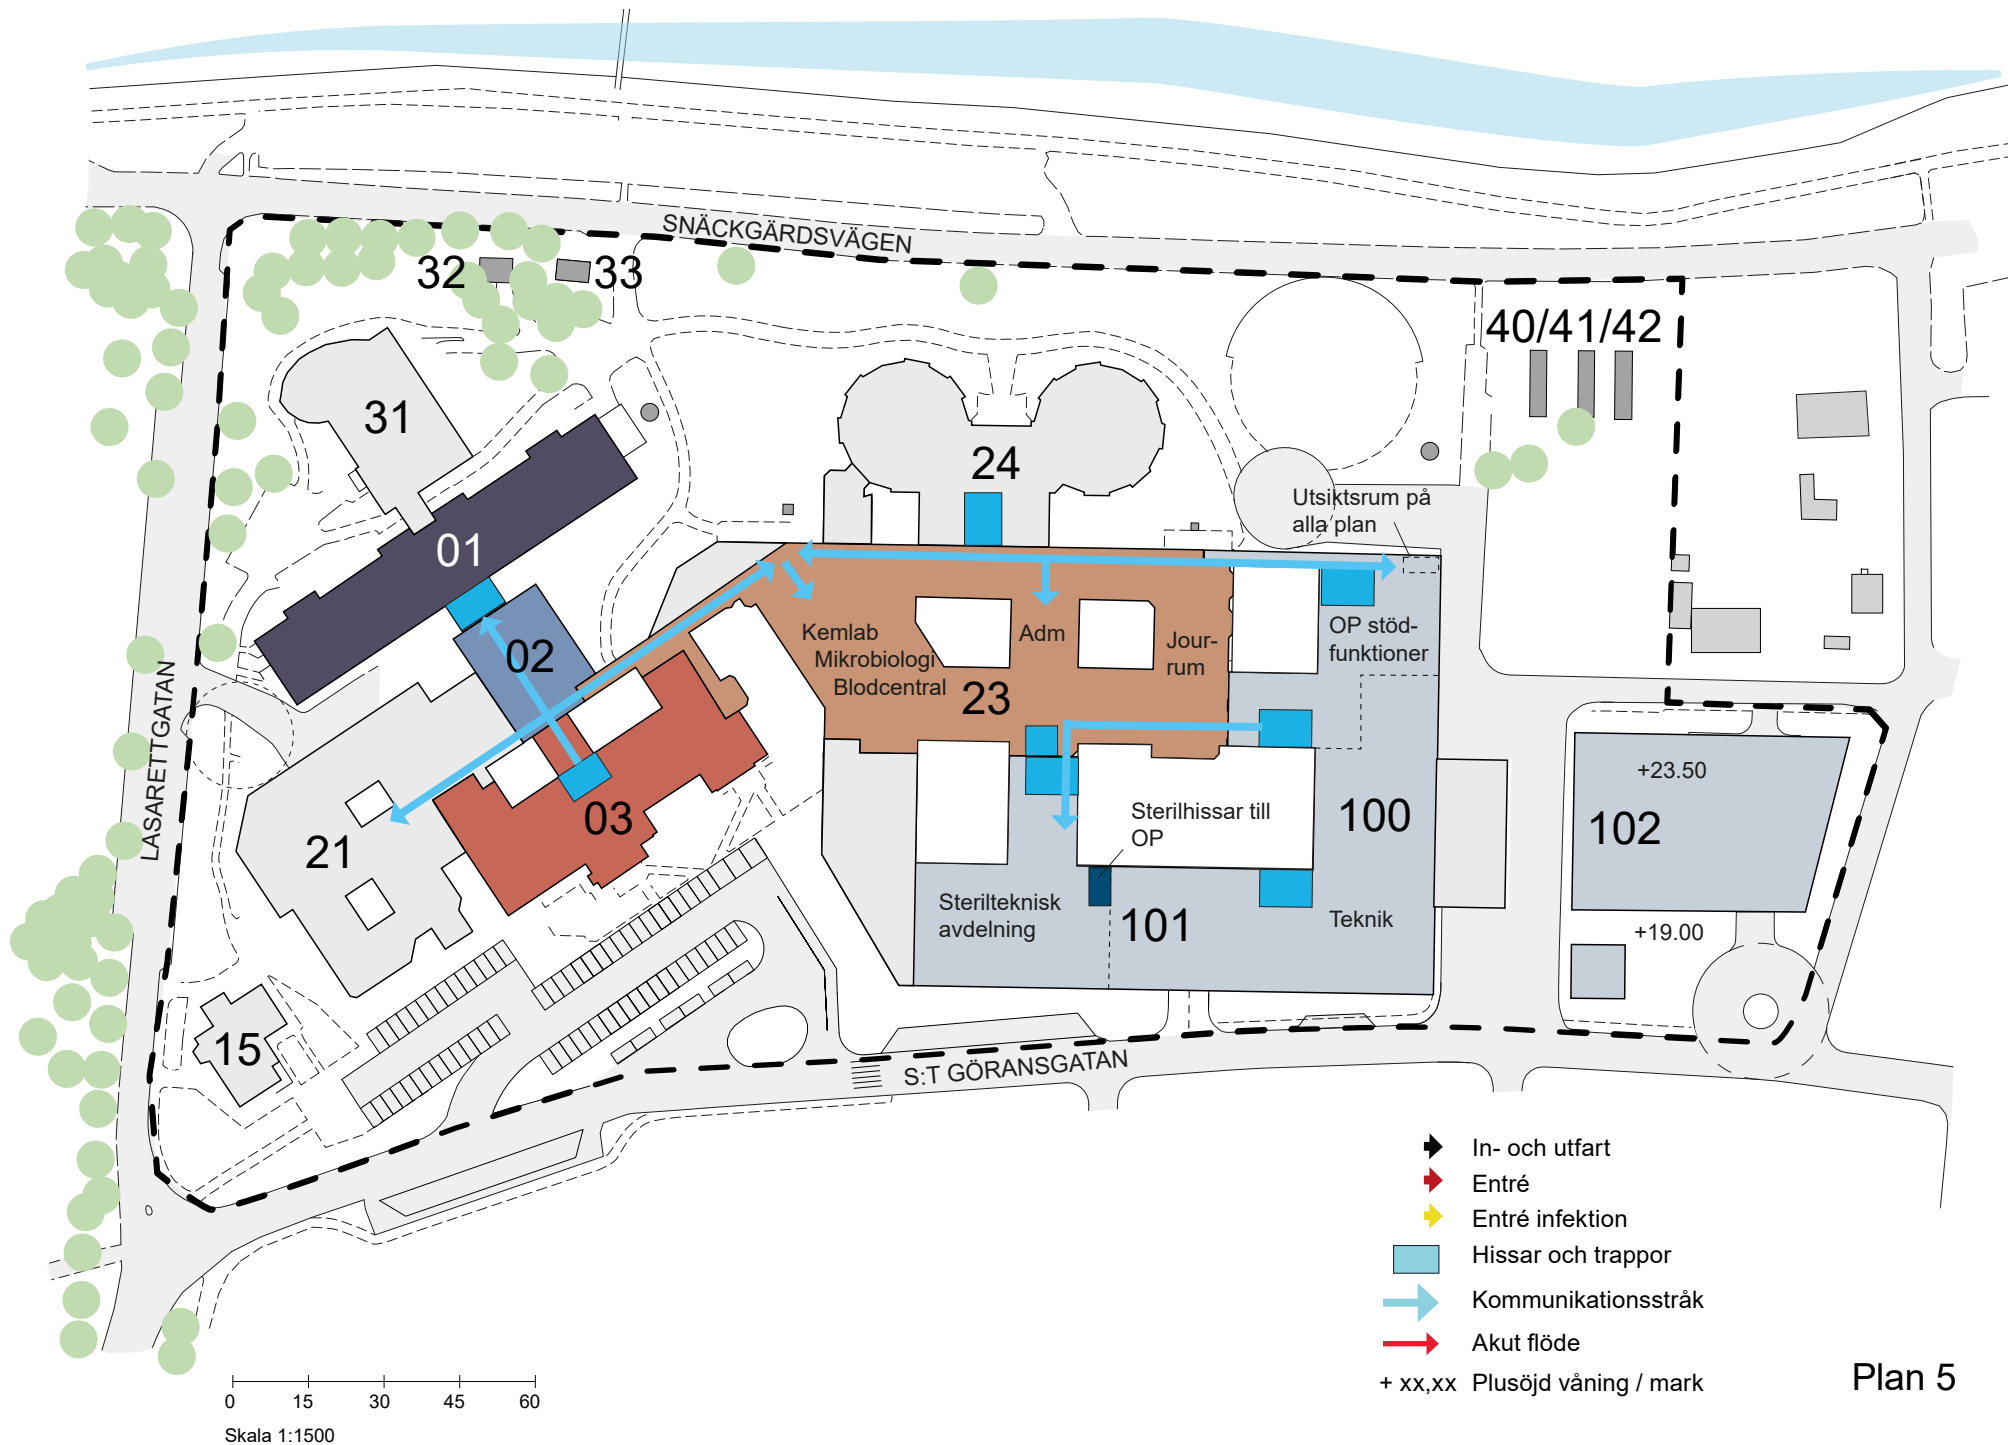 SNÄCKGÄRDSVÄGEN
32
33
40/41/42
31
24
Utsiktsrum på
alla plan
01
02
Kemlab
Mikrobiologi
Blodcentral
Adm
Jour-
rum
OP stöd-
funktioner
23
LASARETTGATAN
+23.50
Sterilhissar till
OP
100
102
03
21
Sterilteknisk
avdelning
101
Teknik
+19.00
15
S:T GÖRANSGATAN
In- och utfart
Entré
Entré infektion
Hissar och trappor
Kommunikationsstråk
Akut flöde
+ xx,xx Plusöjd våning / mark
Plan 5
0 15 30 45 60
Skala 1:1500